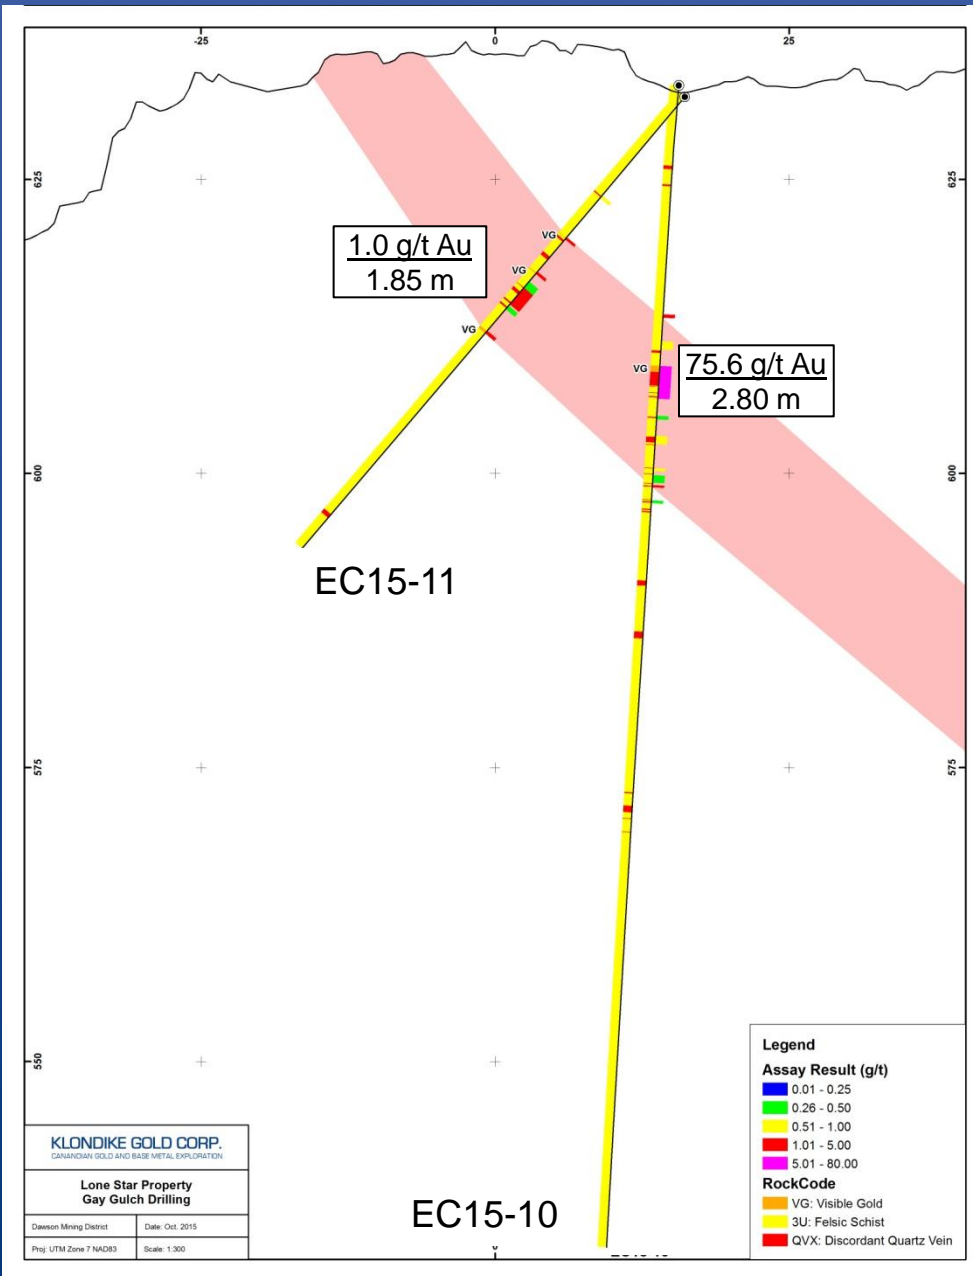 -25
0
25
625
VG
1.0 g/t Au
1.85 m
VG
VG
VG
75.6 g/t Au
2.80 m
600
600
EC15-11
575
575
550
Legend
Assay Result (g/t)
0.01 - 0.25
0.26 - 0.50
0.51 - 1.00
1.01 - 5.00
5.01 - 80.00
RockCode
VG: Visible Gold
3U: Felsic Schist
QVX: Discordant Quartz Vein
KLONDIKE GOLD CORP.
CANANDIAN GOLD AND BASE METAL EXPLORATION
Lone Star Property
Gay Gulch Drilling
Dawson Mining District
Date: Oct. 2015
Proj: UTM Zone 7 NAD83
Scale: 1:300
EC15-10
625